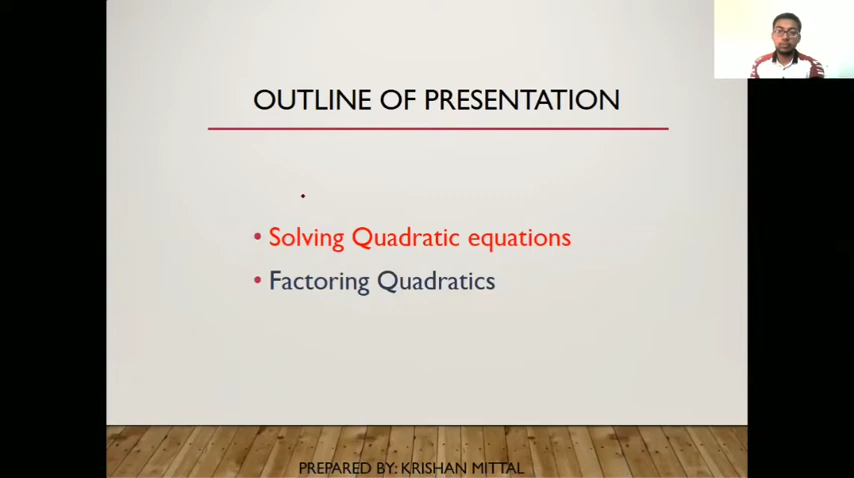 OUTLINE OF PRESENTATION
• Solving Quadratic equations
• Factoring Quadratics
PREPARED BY: KRISHAN MITTAL